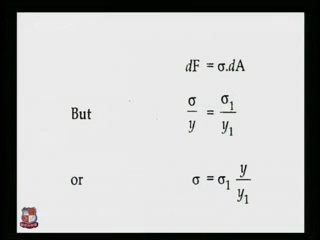 dF = σ.dA
But σ/y = σ₁/y₁
or σ = σ₁ y/y₁